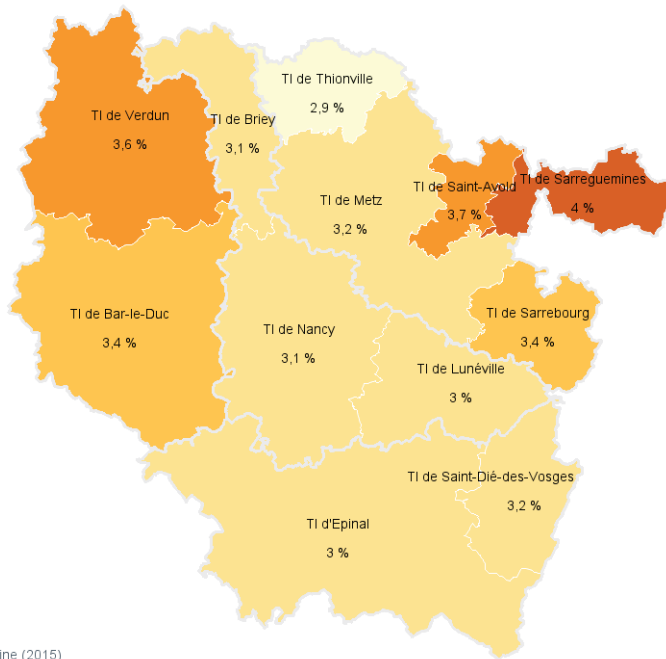 TI de Thionville
2,9 %
TI de Verdun
3,6 %
TI de Briey
3,1 %
TI de Metz
3,2 %
TI de Saint-Avold
3,7 %
TI de Sarreguemines
4 %
TI de Bar-le-Duc
3,4 %
TI de Nancy
3,1 %
TI de Sarrebourg
3,4 %
TI de Lunéville
3 %
TI de Saint-Dié-des-Vosges
3,2 %
TI d'Epinal
3 %
ine (2015)